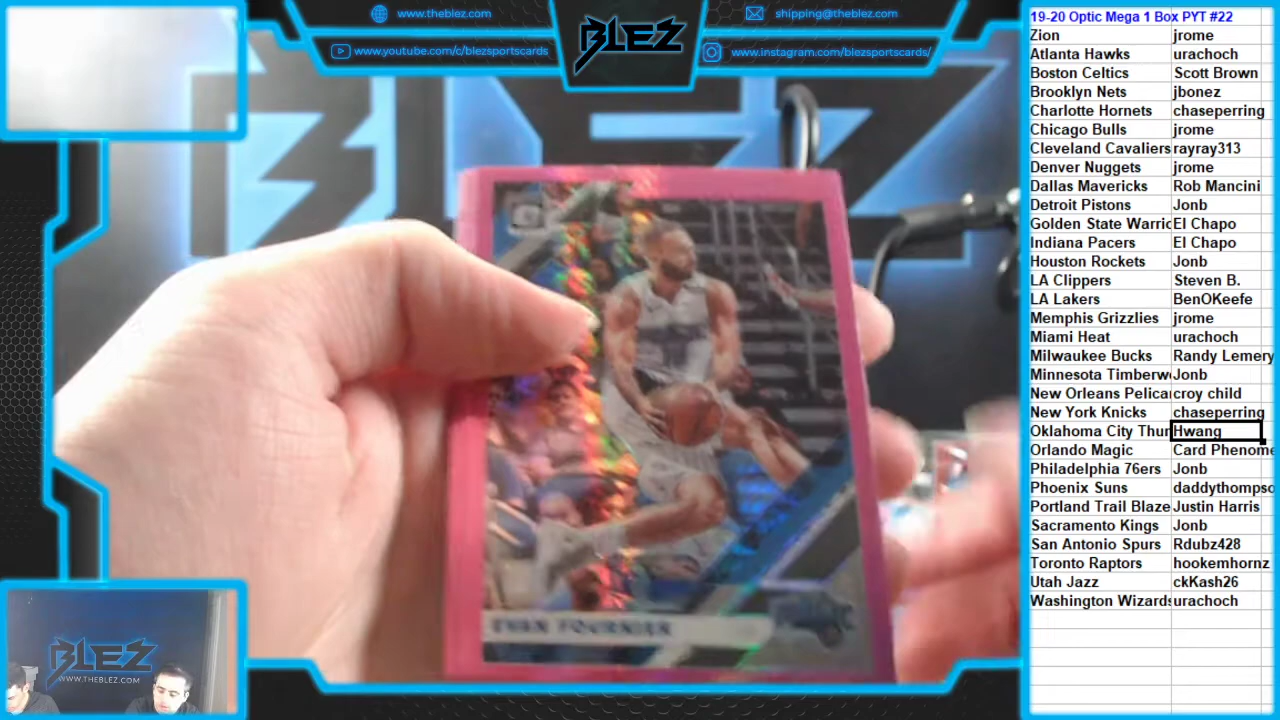 www.theblez.com
shipping@theblez.com
www.youtube.com/c/blezsportscards
www.instagram.com/blezsportscards/
BLEZ
BLEZ
EVAN FOURNIER
BLEZ
WWW.THEBLEZ.COM
19-20 Optic Mega 1 Box PYT #22
Zion jrome
Atlanta Hawks urachoch
Boston Celtics Scott Brown
Brooklyn Nets jbonez
Charlotte Hornets chaseperring
Chicago Bulls jrome
Cleveland Cavaliers rayray313
Denver Nuggets jrome
Dallas Mavericks Rob Mancini
Detroit Pistons Jonb
Golden State Warric El Chapo
Indiana Pacers El Chapo
Houston Rockets Jonb
LA Clippers Steven B.
LA Lakers BenOKeefe
Memphis Grizzlies jrome
Miami Heat urachoch
Milwaukee Bucks Randy Lemery
Minnesota Timberw Jonb
New Orleans Pelica croy child
New York Knicks chaseperring
Oklahoma City Thun Hwang
Orlando Magic Card Phenome
Philadelphia 76ers Jonb
Phoenix Suns daddythompso
Portland Trail Blaze Justin Harris
Sacramento Kings Jonb
San Antonio Spurs Rdubz428
Toronto Raptors hookemhornz
Utah Jazz ckKash26
Washington Wizards urachoch